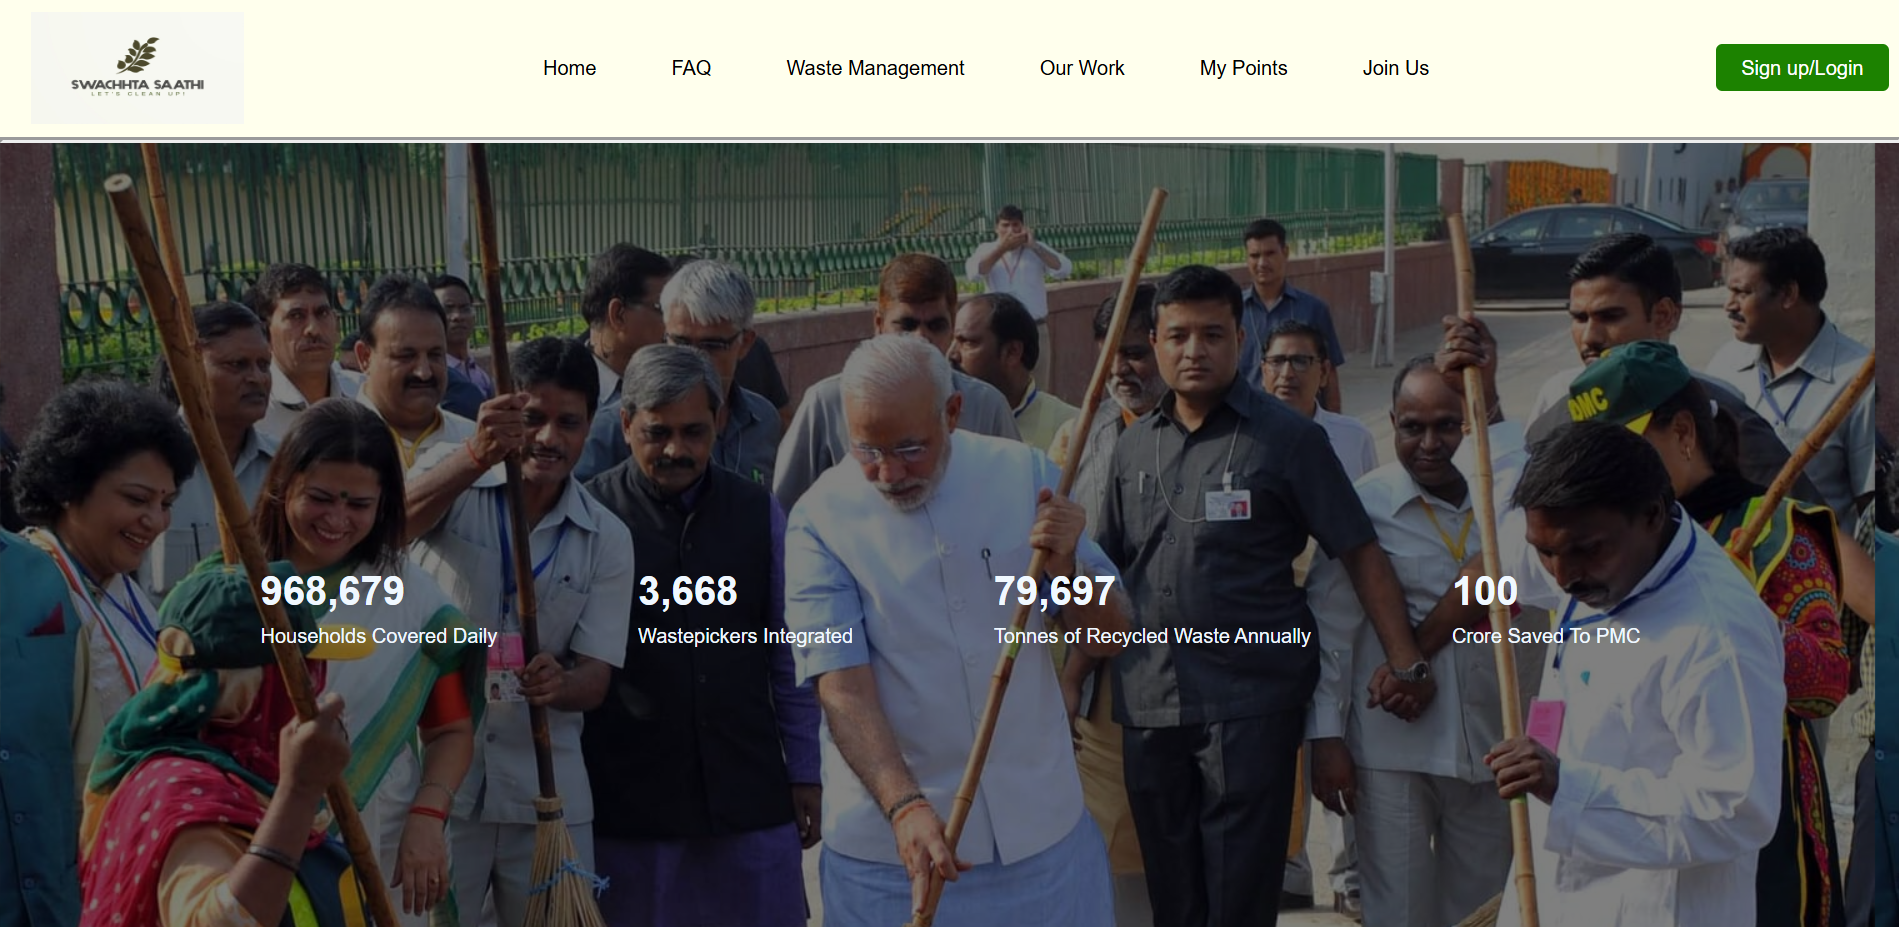 SWACHHTA SAATHI
LET'S CLEAN UP!
Home
FAQ
Waste Management
Our Work
My Points
Join Us
Sign up/Login
DMC
968,679
Households Covered Daily
3,668
Wastepickers Integrated
79,697
Tonnes of Recycled Waste Annually
100
Crore Saved To PMC